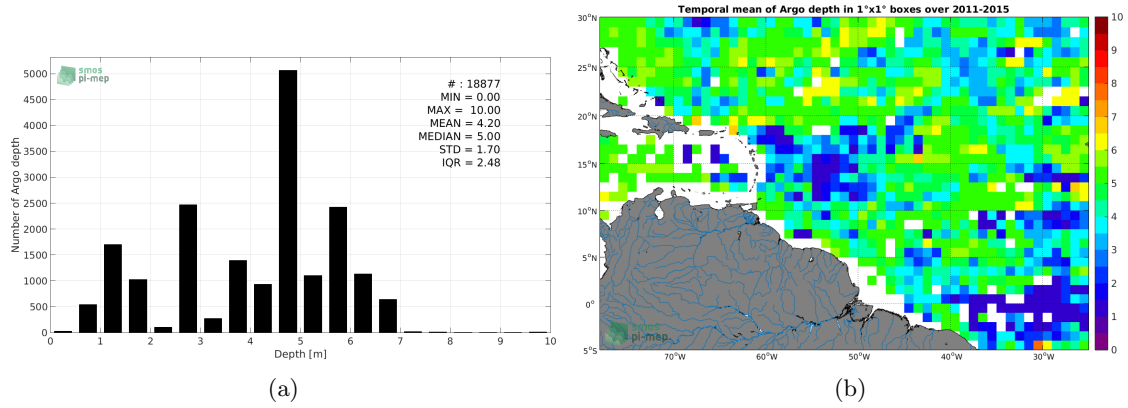 smos
pi-mep
# : 18877
MIN = 0.00
MAX = 10.00
MEAN = 4.20
MEDIAN = 5.00
STD = 1.70
IQR = 2.48
Number of Argo depth
5000
4500
4000
3500
3000
2500
2000
1500
1000
500
0
0 1 2 3 4 5 6 7 8 9 10
Depth [m]
(a)
Temporal mean of Argo depth in 1°x1° boxes over 2011-2015
30°N
25°N
20°N
15°N
10°N
5°N
0°
5°S
70°W 60°W 50°W 40°W 30°W
smos
pi-mep
10
9
8
7
6
5
4
3
2
1
0
(b)